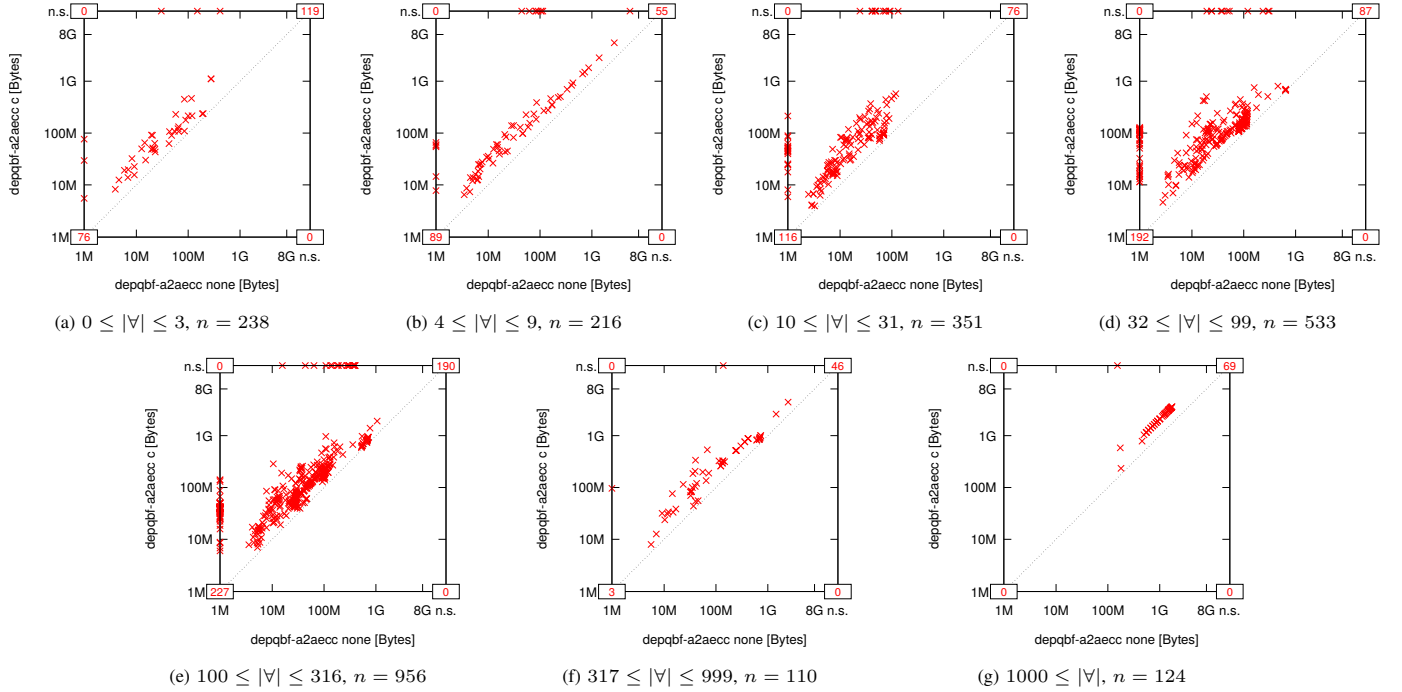 n.s.
8G
1G
100M
10M
1M
0
119
76
0
1M 10M 100M 1G 8G n.s.
depqbf-a2aecc c [Bytes]
depqbf-a2aecc none [Bytes]
(a) 0 ≤ |∀| ≤ 3, n = 238
n.s.
8G
1G
100M
10M
1M
0
55
89
0
1M 10M 100M 1G 8G n.s.
depqbf-a2aecc c [Bytes]
depqbf-a2aecc none [Bytes]
(b) 4 ≤ |∀| ≤ 9, n = 216
n.s.
8G
1G
100M
10M
1M
0
76
116
0
1M 10M 100M 1G 8G n.s.
depqbf-a2aecc c [Bytes]
depqbf-a2aecc none [Bytes]
(c) 10 ≤ |∀| ≤ 31, n = 351
n.s.
8G
1G
100M
10M
1M
0
87
192
0
1M 10M 100M 1G 8G n.s.
depqbf-a2aecc c [Bytes]
depqbf-a2aecc none [Bytes]
(d) 32 ≤ |∀| ≤ 99, n = 533
n.s.
8G
1G
100M
10M
1M
0
190
227
0
1M 10M 100M 1G 8G n.s.
depqbf-a2aecc c [Bytes]
depqbf-a2aecc none [Bytes]
(e) 100 ≤ |∀| ≤ 316, n = 956
n.s.
8G
1G
100M
10M
1M
0
46
3
0
1M 10M 100M 1G 8G n.s.
depqbf-a2aecc c [Bytes]
depqbf-a2aecc none [Bytes]
(f) 317 ≤ |∀| ≤ 999, n = 110
n.s.
8G
1G
100M
10M
1M
0
69
0
0
1M 10M 100M 1G 8G n.s.
depqbf-a2aecc c [Bytes]
depqbf-a2aecc none [Bytes]
(g) 1000 ≤ |∀|, n = 124